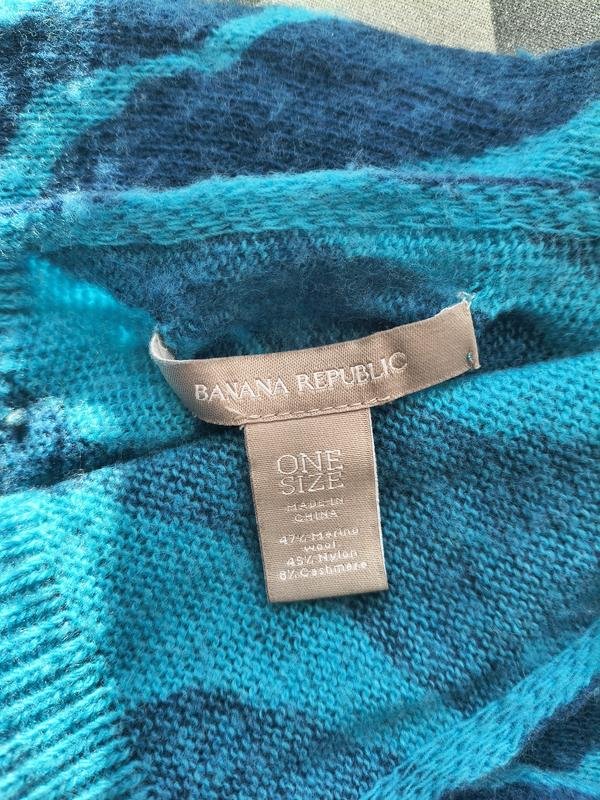 BANANA REPUBLIC
ONE
SIZE
MADE IN
CHINA
47% Merino
wool
45% Nylon
8% Cashmere